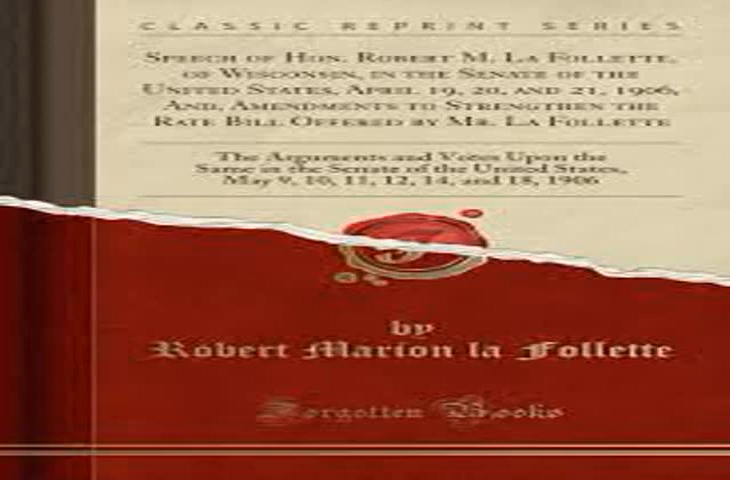 CLASSIC REPRINT SERIES
SPEECH OF HON. ROBERT M. LA FOLLETTE,
OF WISCONSIN, IN THE SENATE OF THE
UNITED STATES, APRIL 19, 20, AND 21, 1906,
AND, AMENDMENTS TO STRENGTHEN THE
RATE BILL OFFERED BY MR. LA FOLLETTE
The Arguments and Votes Upon the
Same in the Senate of the United States,
May 9, 10, 11, 12, 14, and 18, 1906
by
Robert Marion la Follette
Forgotten Books